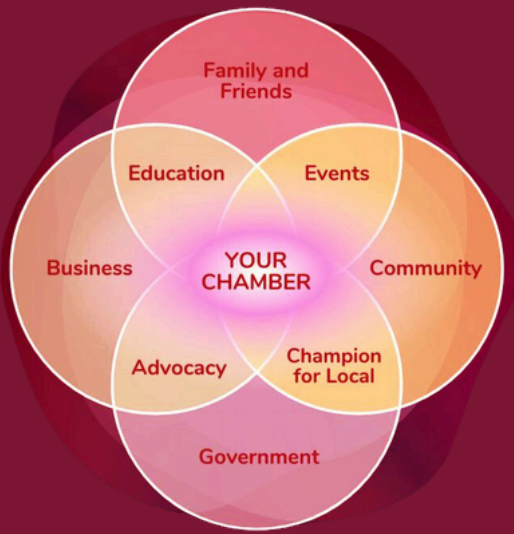 Family and
Friends
Education
Events
Business
YOUR
CHAMBER
Community
Advocacy
Champion
for Local
Government